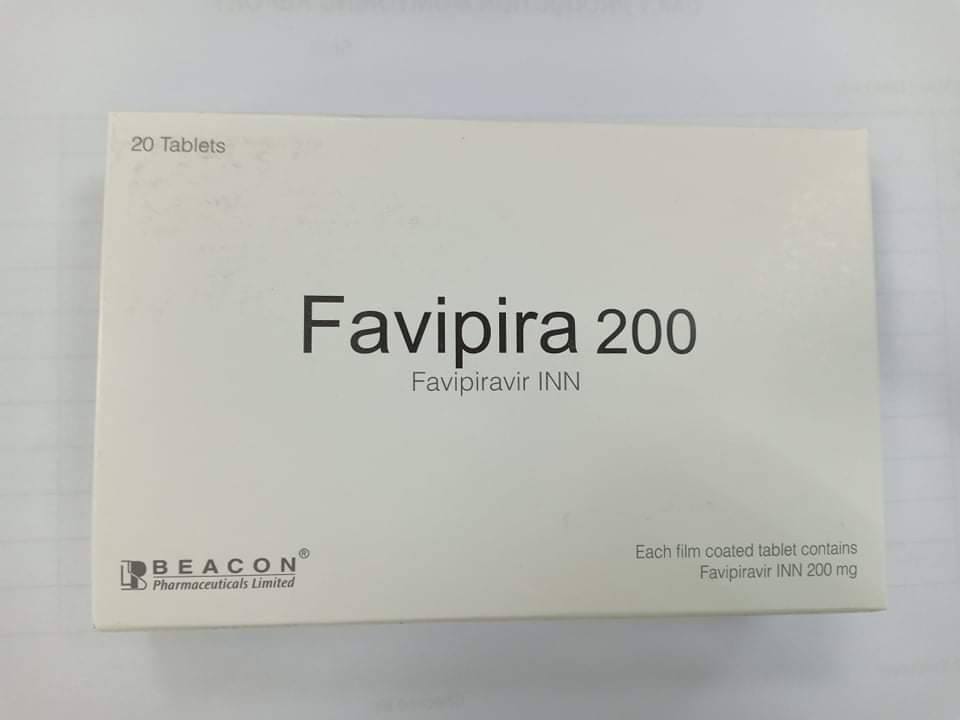 20 Tablets
Favipira 200
Favipiravir INN
BEACON®
Pharmaceuticals Limited
Each film coated tablet contains
Favipiravir INN 200 mg